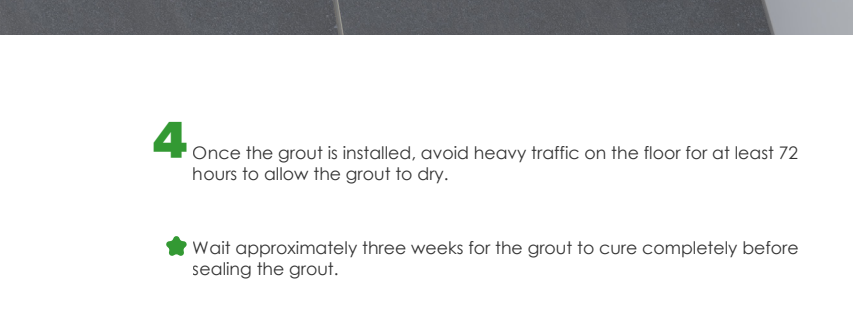 4 Once the grout is installed, avoid heavy traffic on the floor for at least 72
hours to allow the grout to dry.
Wait approximately three weeks for the grout to cure completely before
sealing the grout.